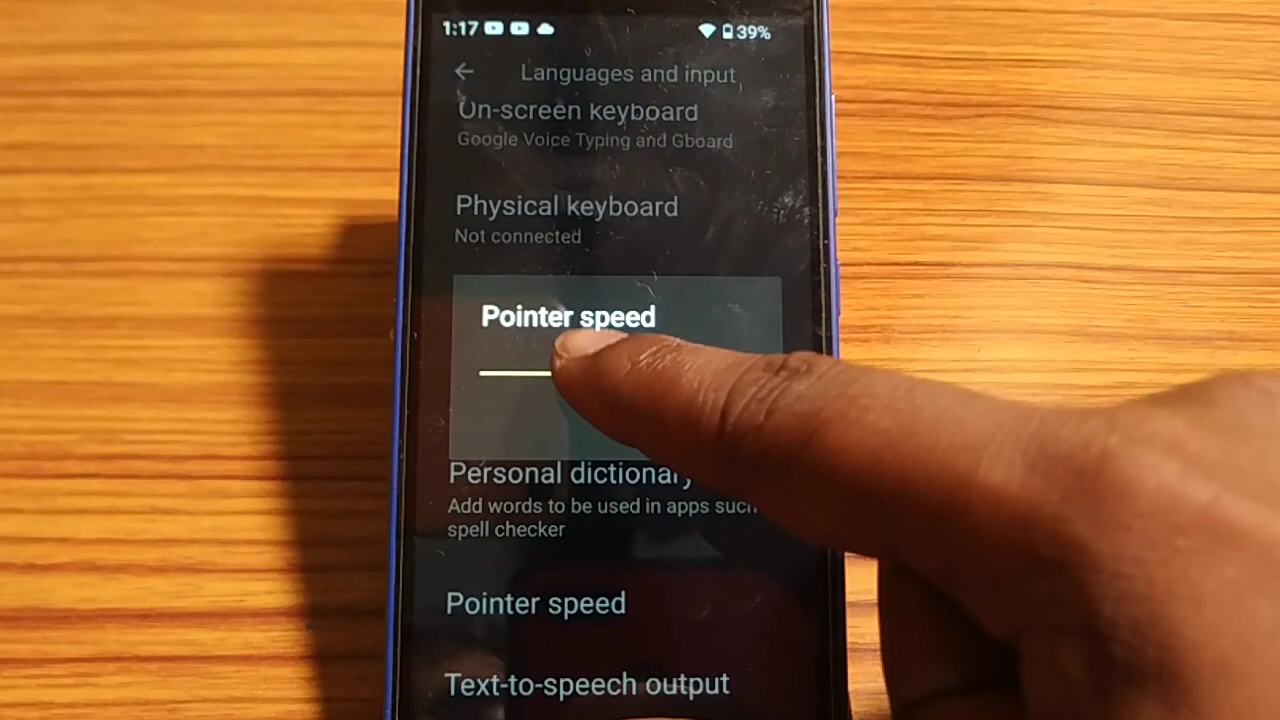 1:17 39%
Languages and input
On-screen keyboard
Google Voice Typing and Gboard
Physical keyboard
Not connected
Pointer speed
Personal dictionary
Add words to be used in apps such
spell checker
Pointer speed
Text-to-speech output